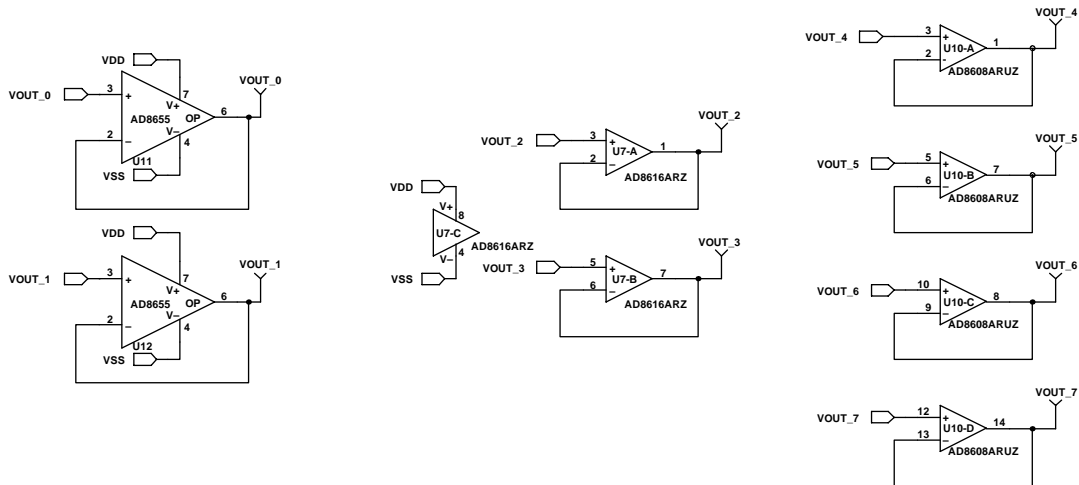 VDD
VOUT_0
3
+
7
V+
AD8655
OP
6
VOUT_0
2
–
V–
4
U11
VSS
VDD
VOUT_1
3
+
7
V+
AD8655
OP
6
VOUT_1
2
–
V–
4
U12
VSS
VDD
V+
8
U7-C
AD8616ARZ
4
V–
VSS
VOUT_2
3
+
U7-A
1
VOUT_2
2
–
AD8616ARZ
VOUT_3
5
+
U7-B
7
VOUT_3
6
–
AD8616ARZ
VOUT_4
3
+
U10-A
1
VOUT_4
2
-
AD8608ARUZ
VOUT_5
5
+
U10-B
7
VOUT_5
6
–
AD8608ARUZ
VOUT_6
10
+
U10-C
8
VOUT_6
9
–
AD8608ARUZ
VOUT_7
12
+
U10-D
14
VOUT_7
13
–
AD8608ARUZ